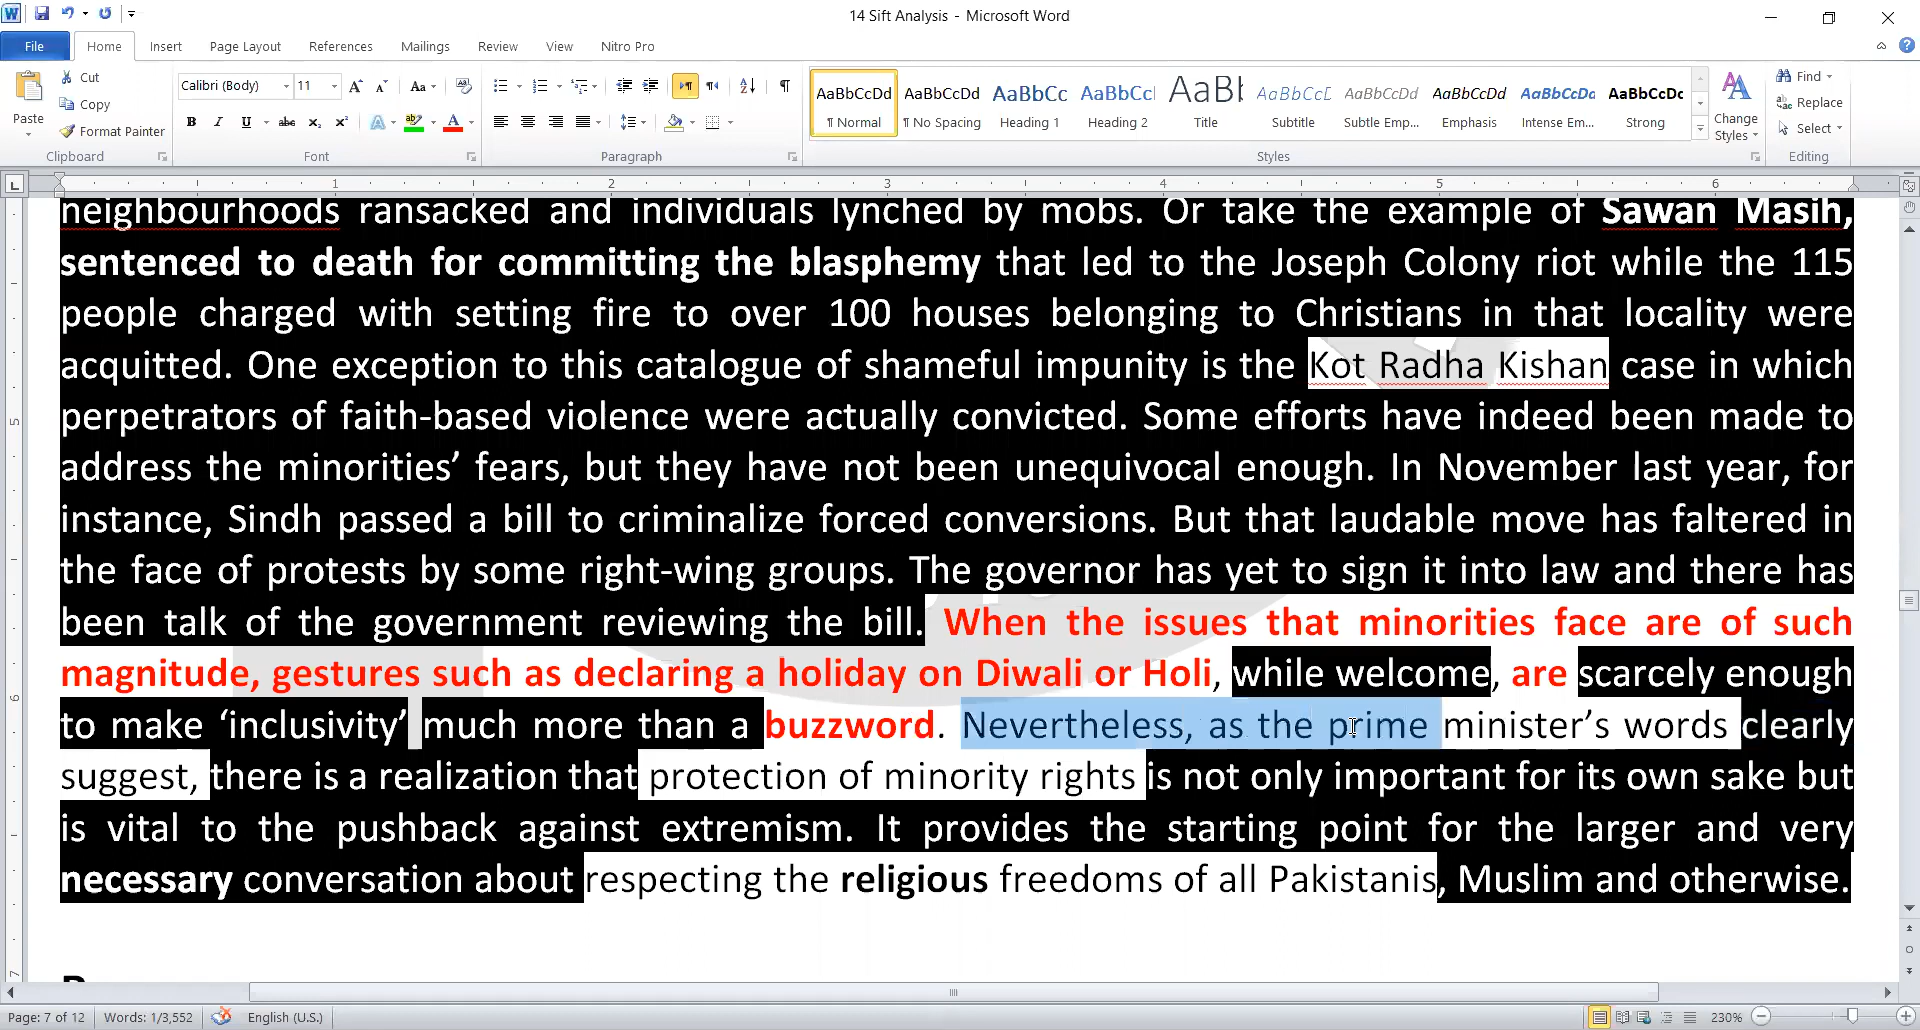 14 Sift Analysis - Microsoft Word
File Home Insert Page Layout References Mailings Review View Nitro Pro
Paste
Cut
Copy
Format Painter
Clipboard
Calibri (Body) 11
Font
Paragraph
AaBbCcDd AaBbCcDd AaBbCc AaBbCc AaBb AaBbCcD AaBbCcDd AaBbCcDd AaBbCcDd AaBbCcDc
¶ Normal ¶ No Spacing Heading 1 Heading 2 Title Subtitle Subtle Emp... Emphasis Intense Em... Strong
Styles
Change Styles
Find
Replace
Select
Editing
1 2 3 4 5 6
neighbourhoods ransacked and individuals lynched by mobs. Or take the example of Sawan Masih,
sentenced to death for committing the blasphemy that led to the Joseph Colony riot while the 115
people charged with setting fire to over 100 houses belonging to Christians in that locality were
acquitted. One exception to this catalogue of shameful impunity is the Kot Radha Kishan case in which
perpetrators of faith-based violence were actually convicted. Some efforts have indeed been made to
address the minorities’ fears, but they have not been unequivocal enough. In November last year, for
instance, Sindh passed a bill to criminalize forced conversions. But that laudable move has faltered in
the face of protests by some right-wing groups. The governor has yet to sign it into law and there has
been talk of the government reviewing the bill. When the issues that minorities face are of such
magnitude, gestures such as declaring a holiday on Diwali or Holi, while welcome, are scarcely enough
to make ‘inclusivity’ much more than a buzzword. Nevertheless, as the prime minister’s words clearly
suggest, there is a realization that protection of minority rights is not only important for its own sake but
is vital to the pushback against extremism. It provides the starting point for the larger and very
necessary conversation about respecting the religious freedoms of all Pakistanis, Muslim and otherwise.
5
6
7
Page: 7 of 12 Words: 1/3,552 English (U.S.) 230%